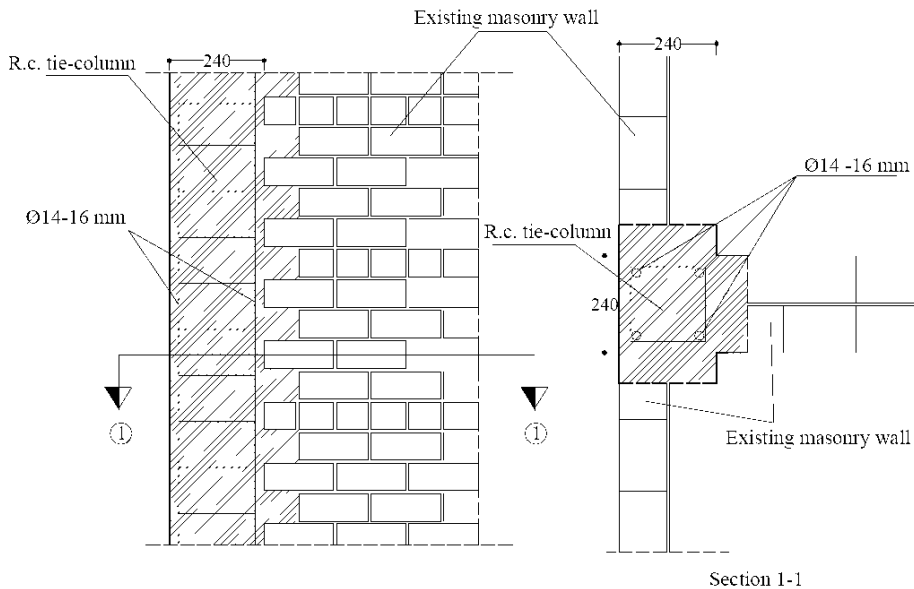 Existing masonry wall
240
R.c. tie-column
Ø14-16 mm
①
①
240
Ø14 -16 mm
R.c. tie-column
240
Existing masonry wall
Section 1-1